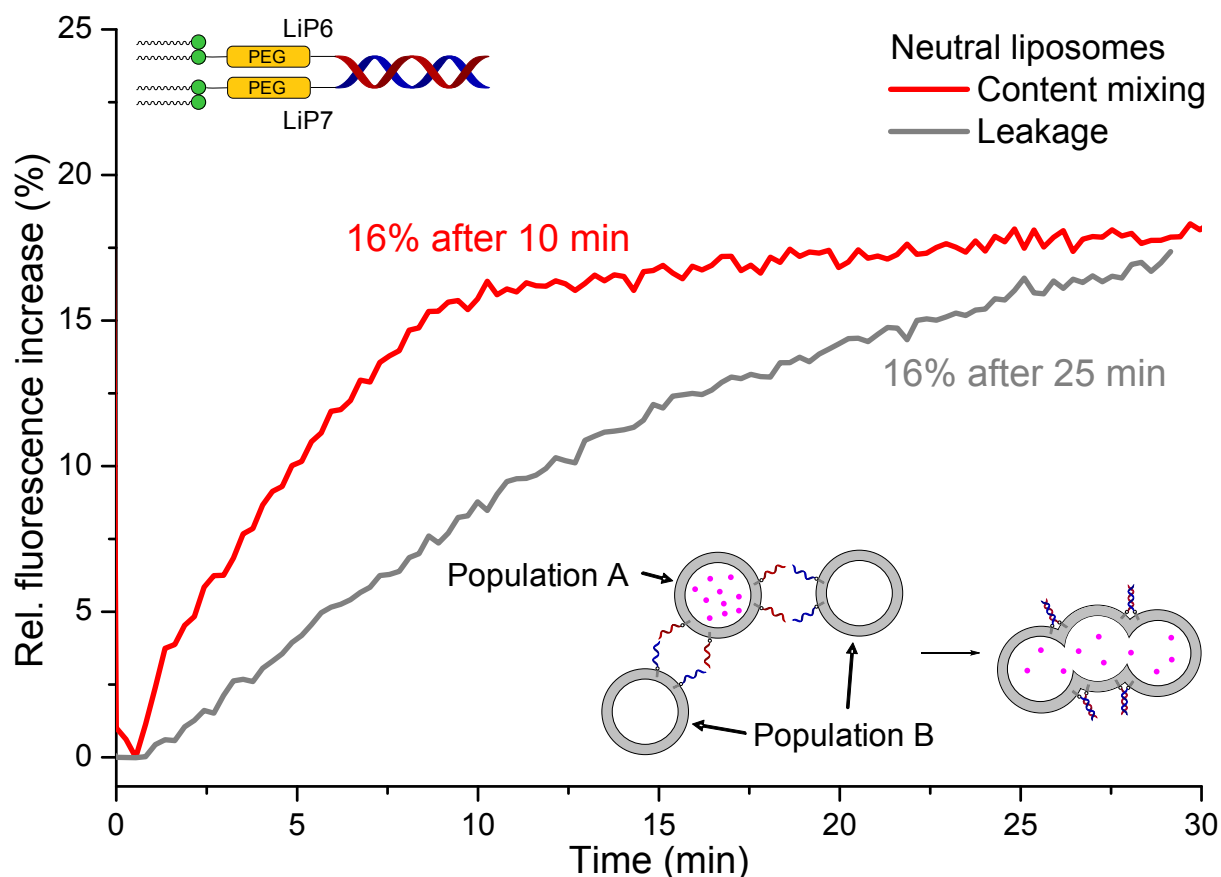 LiP6
PEG
PEG
LiP7
Neutral liposomes
Content mixing
Leakage
16% after 10 min
16% after 25 min
Population A
Population B
Rel. fluorescence increase (%)
25
20
15
10
5
0
0 5 10 15 20 25 30
Time (min)